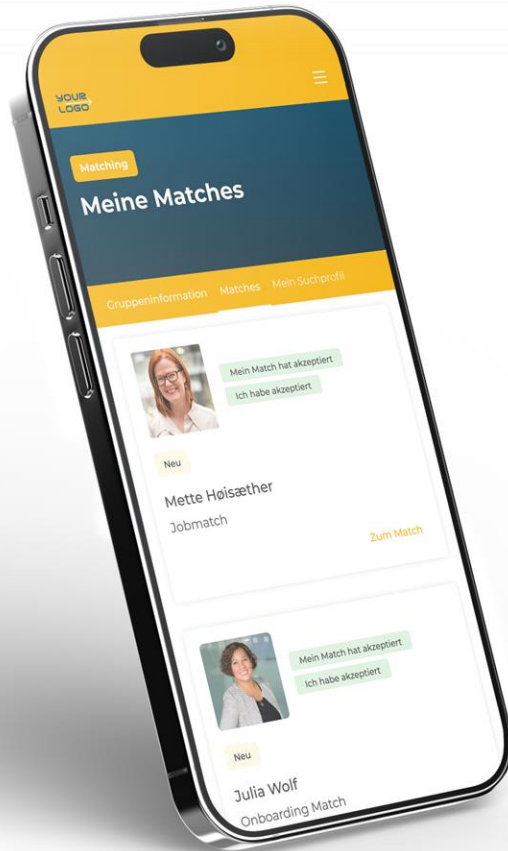 YOUR
LOGO
Matching
Meine Matches
Gruppeninformation Matches Mein Suchprofil
Mein Match hat akzeptiert
Ich habe akzeptiert
Neu
Mette Høisæther
Jobmatch
Zum Match
Mein Match hat akzeptiert
Ich habe akzeptiert
Neu
Julia Wolf
Onboarding Match